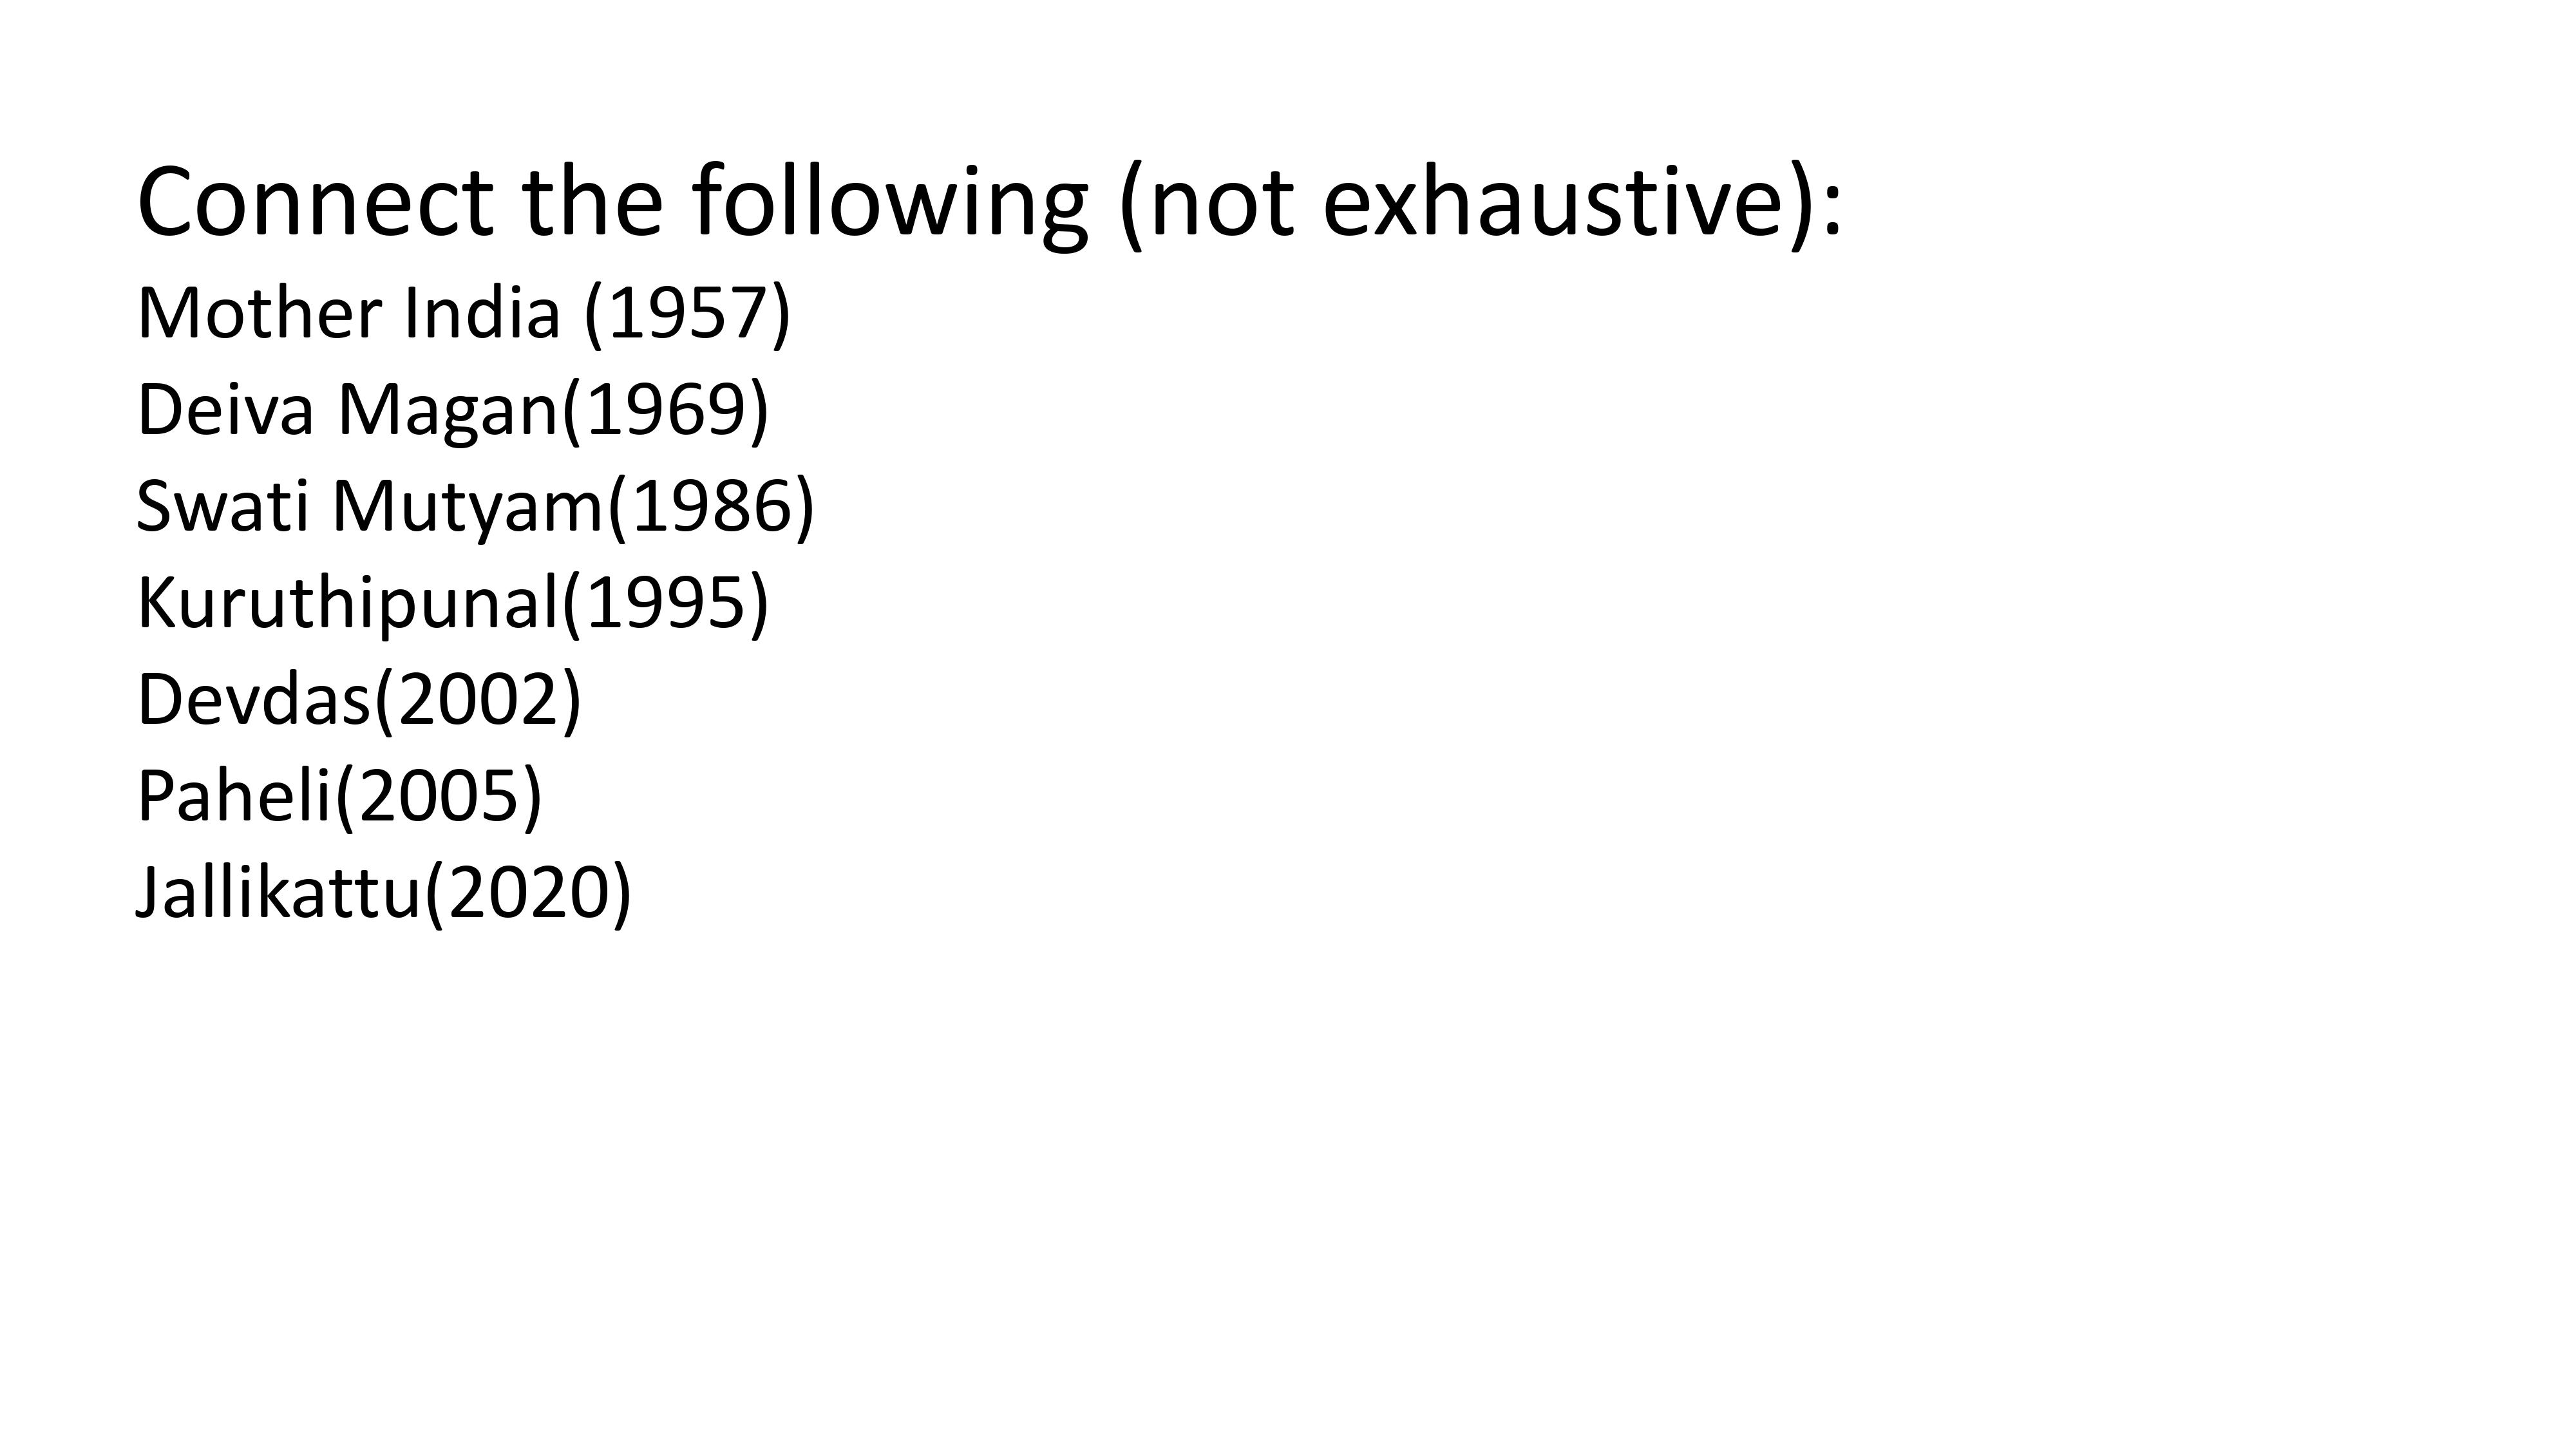 Connect the following (not exhaustive):
Mother India (1957)
Deiva Magan(1969)
Swati Mutyam(1986)
Kuruthipunal(1995)
Devdas(2002)
Paheli(2005)
Jallikattu(2020)